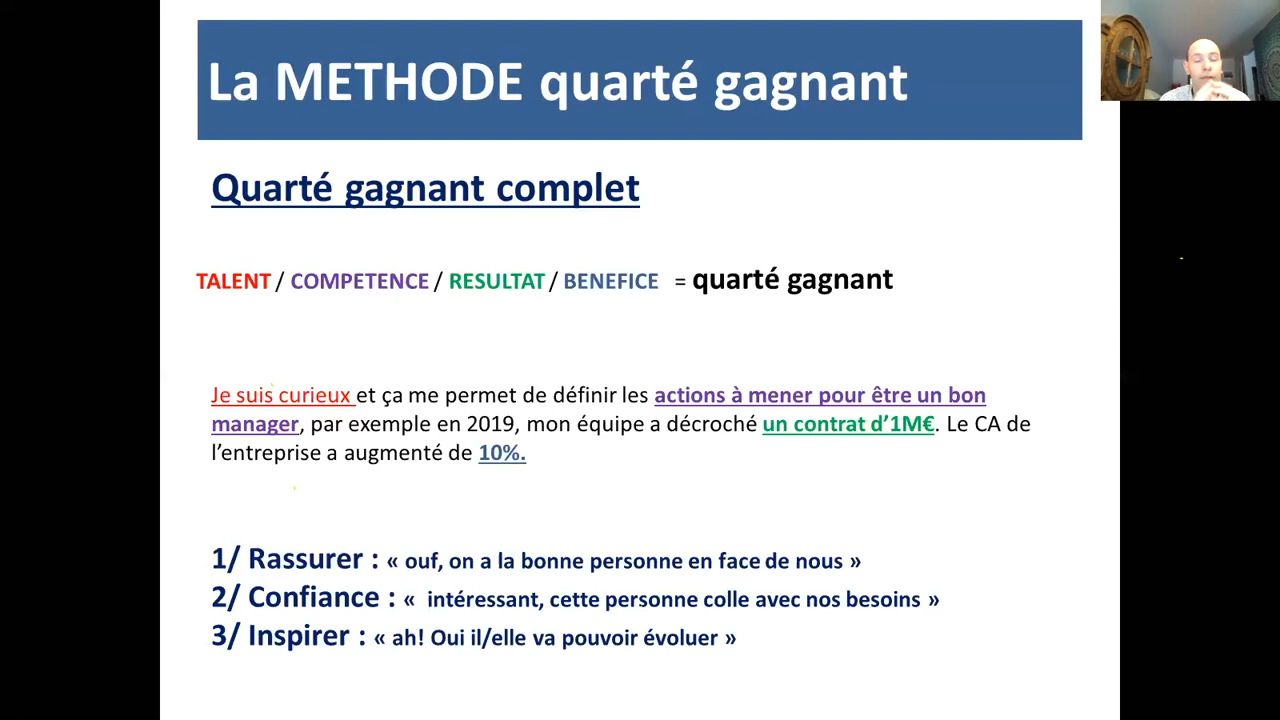 La METHODE quarté gagnant
Quarté gagnant complet
TALENT / COMPETENCE / RESULTAT / BENEFICE = quarté gagnant
Je suis curieux et ça me permet de définir les actions à mener pour être un bon
manager, par exemple en 2019, mon équipe a décroché un contrat d’1M€. Le CA de
l’entreprise a augmenté de 10%.
1/ Rassurer : « ouf, on a la bonne personne en face de nous »
2/ Confiance : « intéressant, cette personne colle avec nos besoins »
3/ Inspirer : « ah! Oui il/elle va pouvoir évoluer »